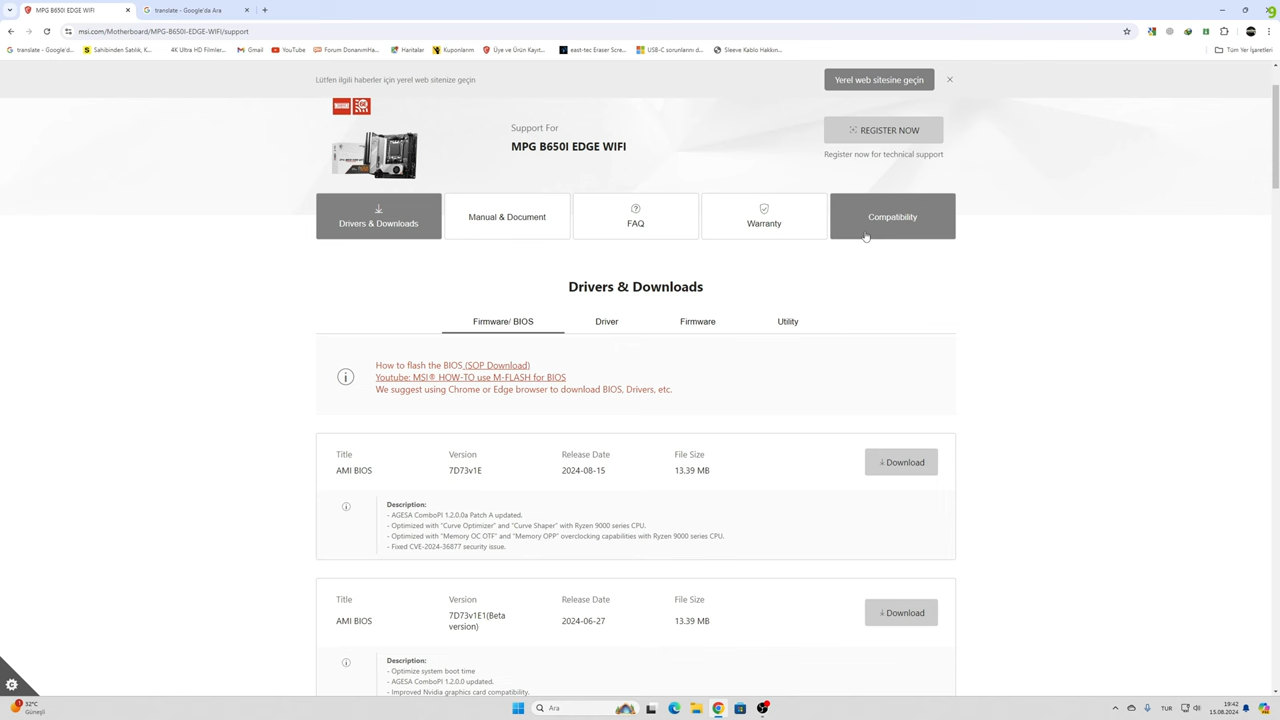 MPG B650I EDGE WIFI
translate - Google'da Ara
msi.com/Motherboard/MPG-B650I-EDGE-WIFI/support
translate - Google'd...
Sahibinden Satılık, K...
4K Ultra HD Filmler...
Gmail
YouTube
Forum DonanımHa...
Haritalar
Kuponlarım
Üye ve Ürün Kayıt...
east-tec Eraser Scre...
USB-C sorunlarını d...
Sleeve Kablo Hakkın...
Tüm Yer İşaretleri
Lütfen ilgili haberler için yerel web sitenize geçin
Yerel web sitesine geçin
Support For
MPG B650I EDGE WIFI
REGISTER NOW
Register now for technical support
Drivers & Downloads
Manual & Document
FAQ
Warranty
Compatibility
Drivers & Downloads
Firmware/ BIOS
Driver
Firmware
Utility
How to flash the BIOS (SOP Download)
Youtube: MSI® HOW-TO use M-FLASH for BIOS
We suggest using Chrome or Edge browser to download BIOS, Drivers, etc.
Title
Version
Release Date
File Size
AMI BIOS
7D73v1E
2024-08-15
13.39 MB
Download
Description:
- AGESA ComboPI 1.2.0.0a Patch A updated.
- Optimized with "Curve Optimizer" and "Curve Shaper" with Ryzen 9000 series CPU.
- Optimized with "Memory OC OTF" and "Memory OPP" overclocking capabilities with Ryzen 9000 series CPU.
- Fixed CVE-2024-36877 security issue.
Title
Version
Release Date
File Size
AMI BIOS
7D73v1E1(Beta
version)
2024-06-27
13.39 MB
Download
Description:
- Optimize system boot time
- AGESA ComboPI 1.2.0.0 updated.
- Improved Nvidia graphics card compatibility.
32°C
Güneşli
Ara
TUR
19:42
15.08.2024